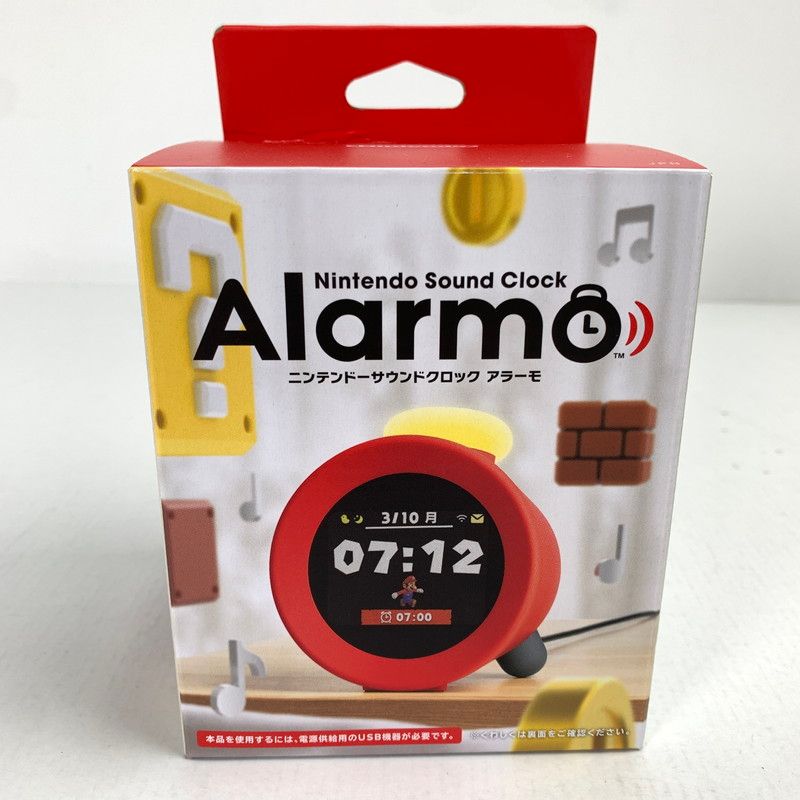 JPN
Nintendo Sound Clock
Alarmo
TM
ニンテンドーサウンドクロック アラーモ
3/10 月
07:12
07:00
本品を使用するには、電源供給用のUSB機器が必要です。 ※くわしくは裏面をご確認ください。